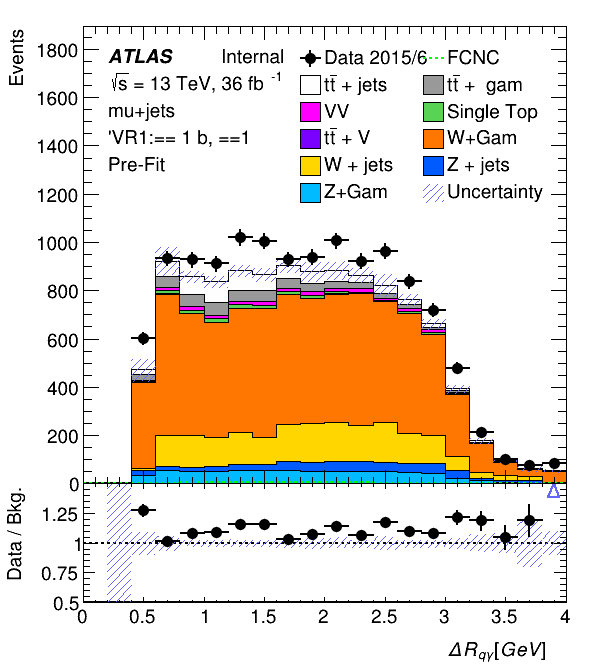 Events
1800
1600
1400
1200
1000
800
600
400
200
0
ATLAS Internal
√s = 13 TeV, 36 fb⁻¹
mu+jets
'VR1:== 1 b, ==1
Pre-Fit
Data 2015/6 FCNC
tt̄ + jets tt̄ + gam
VV Single Top
tt̄ + V W+Gam
W + jets Z + jets
Z+Gam Uncertainty
Data / Bkg.
1.25
1
0.75
0.5
0 0.5 1 1.5 2 2.5 3 3.5 4
ΔR_qγ[GeV]